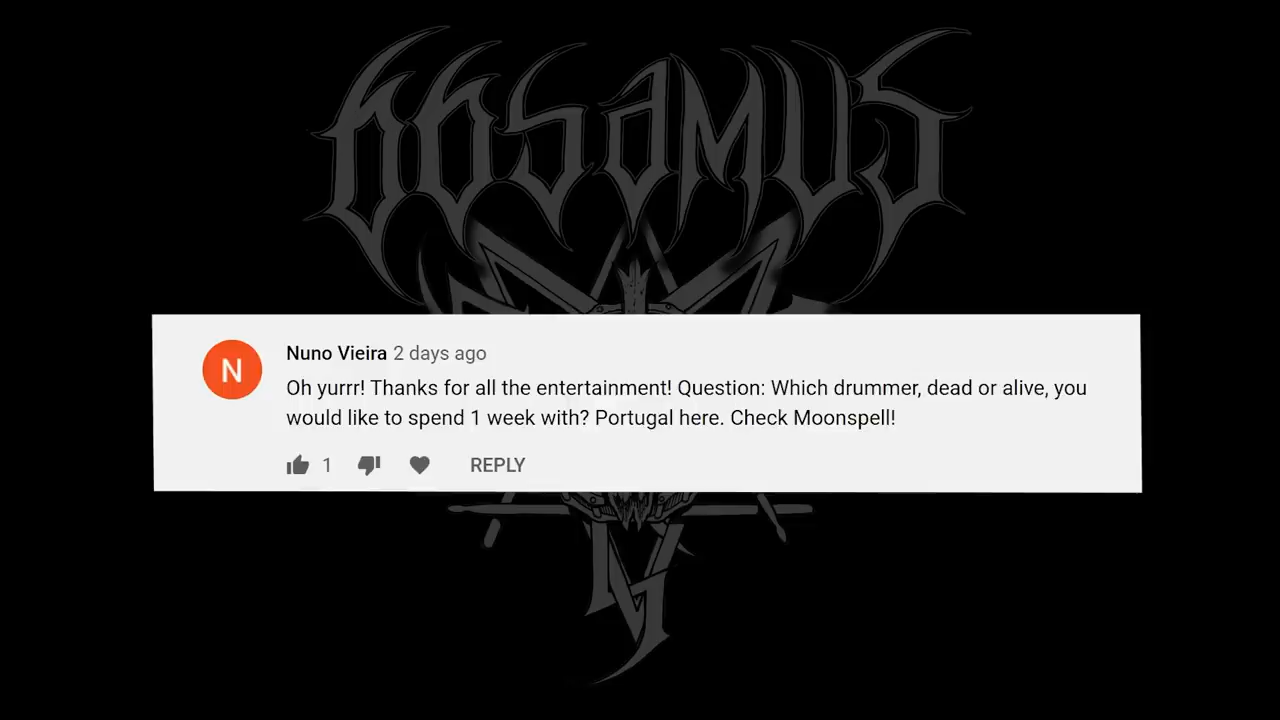 66SAMUS
N
Nuno Vieira 2 days ago
Oh yurrr! Thanks for all the entertainment! Question: Which drummer, dead or alive, you
would like to spend 1 week with? Portugal here. Check Moonspell!
1
REPLY